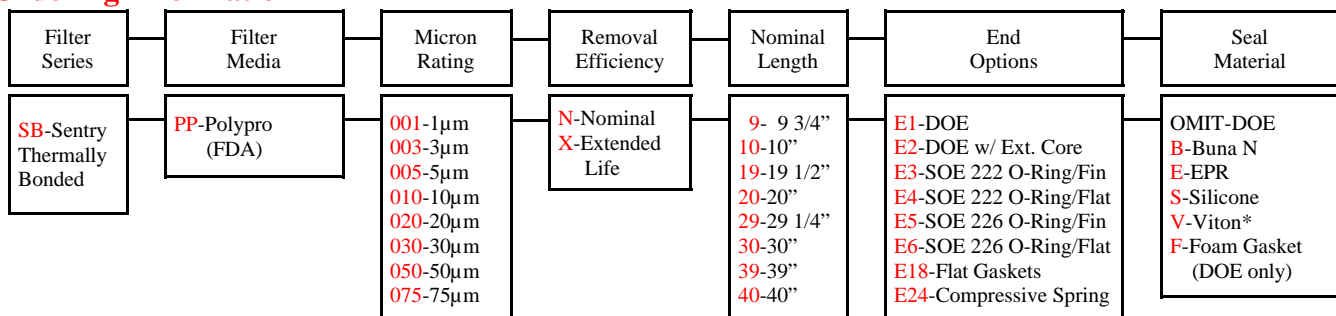 Filter
Series
Filter
Media
Micron
Rating
Removal
Efficiency
Nominal
Length
End
Options
Seal
Material
SB-Sentry
Thermally
Bonded
PP-Polypro
(FDA)
001-1µm
003-3µm
005-5µm
010-10µm
020-20µm
030-30µm
050-50µm
075-75µm
N-Nominal
X-Extended
Life
9- 9 3/4”
10-10”
19-19 1/2”
20-20”
29-29 1/4”
30-30”
39-39”
40-40”
E1-DOE
E2-DOE w/ Ext. Core
E3-SOE 222 O-Ring/Fin
E4-SOE 222 O-Ring/Flat
E5-SOE 226 O-Ring/Fin
E6-SOE 226 O-Ring/Flat
E18-Flat Gaskets
E24-Compressive Spring
OMIT-DOE
B-Buna N
E-EPR
S-Silicone
V-Viton*
F-Foam Gasket
(DOE only)